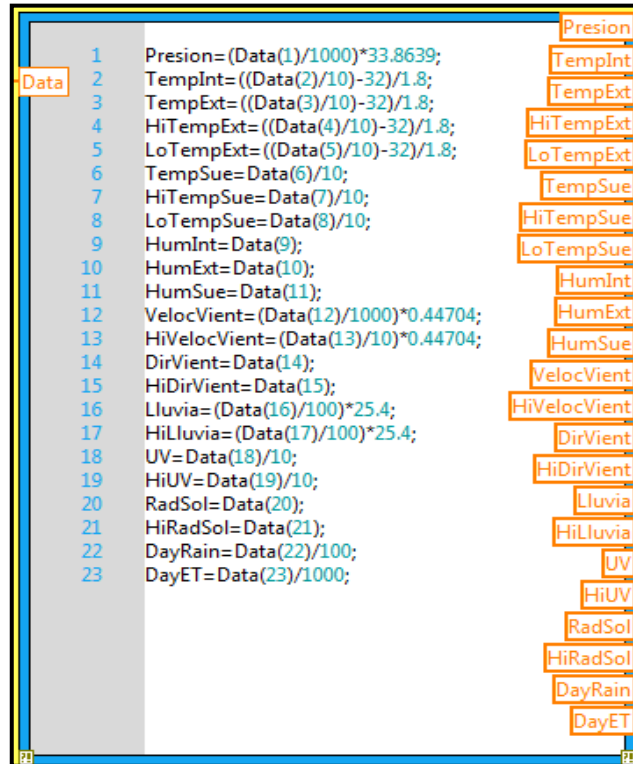 Data
1 Presion=(Data(1)/1000)*33.8639;
2 TempInt=((Data(2)/10)-32)/1.8;
3 TempExt=((Data(3)/10)-32)/1.8;
4 HiTempExt=((Data(4)/10)-32)/1.8;
5 LoTempExt=((Data(5)/10)-32)/1.8;
6 TempSue=Data(6)/10;
7 HiTempSue=Data(7)/10;
8 LoTempSue=Data(8)/10;
9 HumInt=Data(9);
10 HumExt=Data(10);
11 HumSue=Data(11);
12 VelocVient=(Data(12)/1000)*0.44704;
13 HiVelocVient=(Data(13)/10)*0.44704;
14 DirVient=Data(14);
15 HiDirVient=Data(15);
16 Lluvia=(Data(16)/100)*25.4;
17 HiLluvia=(Data(17)/100)*25.4;
18 UV=Data(18)/10;
19 HiUV=Data(19)/10;
20 RadSol=Data(20);
21 HiRadSol=Data(21);
22 DayRain=Data(22)/100;
23 DayET=Data(23)/1000;
Presion
TempInt
TempExt
HiTempExt
LoTempExt
TempSue
HiTempSue
LoTempSue
HumInt
HumExt
HumSue
VelocVient
HiVelocVient
DirVient
HiDirVient
Lluvia
HiLluvia
UV
HiUV
RadSol
HiRadSol
DayRain
DayET